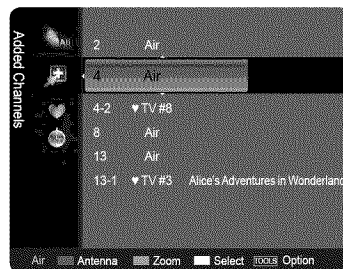 Added Channels
All
2 Air
4 Air
4-2 ♥ TV #8
8 Air
13 Air
13-1 ♥ TV #3 Alice's Adventures in Wonderland
Air Antenna Zoom Select TOOLS Option